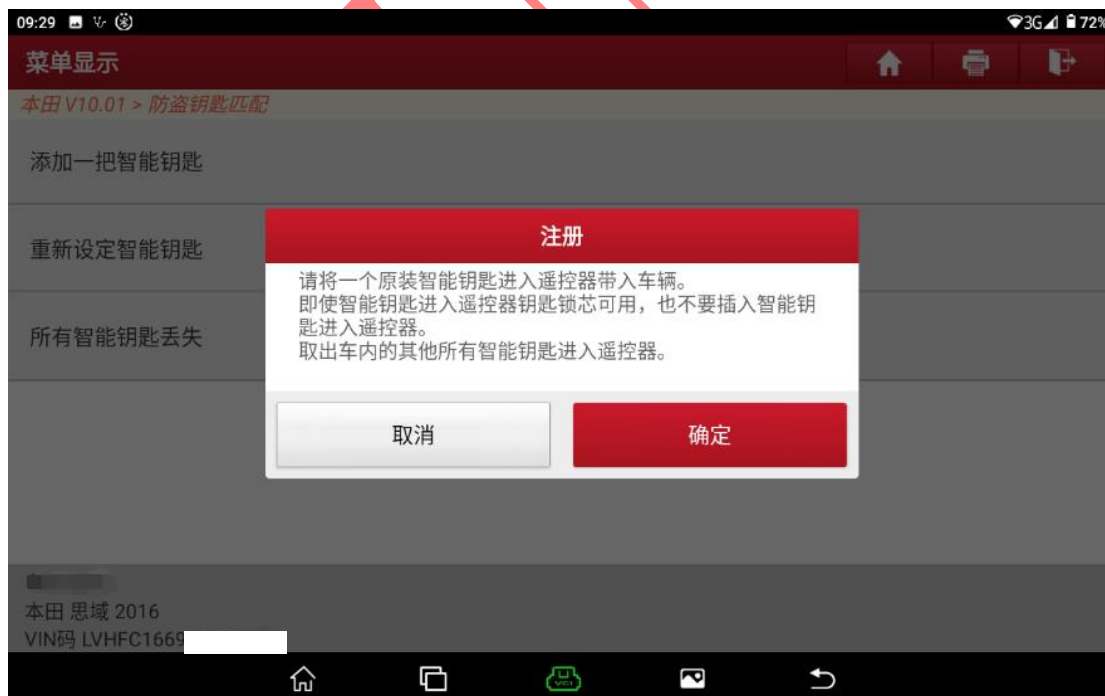 09:29 3G 72%
菜单显示
本田 V10.01 > 防盗钥匙匹配
添加一把智能钥匙
重新设定智能钥匙
所有智能钥匙丢失
注册
请将一个原装智能钥匙进入遥控器带入车辆。
即使智能钥匙进入遥控器钥匙锁芯可用，也不要插入智能钥
匙进入遥控器。
取出车内的其他所有智能钥匙进入遥控器。
取消 确定
本田 思域 2016
VIN码 LVHFC1669
VCI